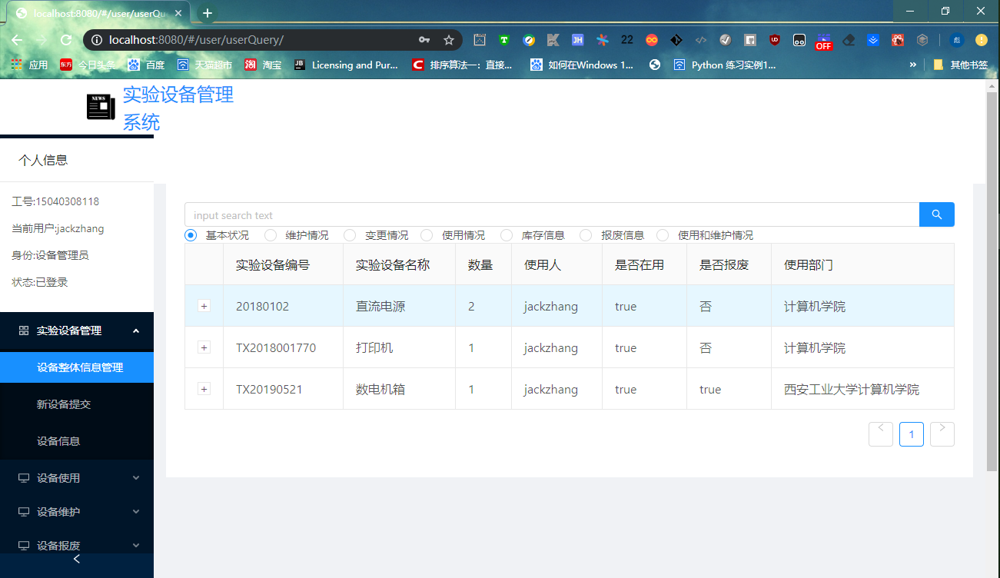 localhost:8080/#/user/userQu
localhost:8080/#/user/userQuery/
22
OFF
应用
今日头条
百度
天猫超市
淘宝
Licensing and Pur...
排序算法一：直接...
如何在Windows 1...
Python 练习实例1...
»
其他书签
NEWS
实验设备管理
系统
个人信息
工号:15040308118
当前用户:jackzhang
身份:设备管理员
状态:已登录
实验设备管理
设备整体信息管理
新设备提交
设备信息
设备使用
设备维护
设备报废
input search text
基本状况 维护情况 变更情况 使用情况 库存信息 报废信息 使用和维护情况
实验设备编号 实验设备名称 数量 使用人 是否在用 是否报废 使用部门
+ 20180102 直流电源 2 jackzhang true 否 计算机学院
+ TX2018001770 打印机 1 jackzhang true 否 计算机学院
+ TX20190521 数电机箱 1 jackzhang true true 西安工业大学计算机学院
< 1 >